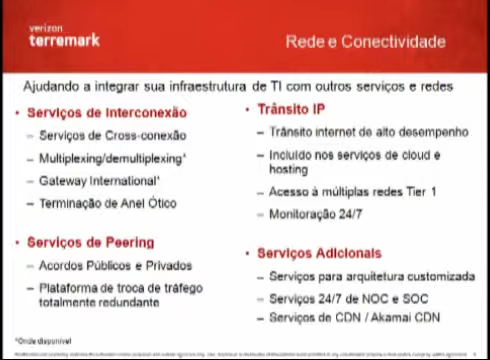 verizon
terremark
Rede e Conectividade
Ajudando a integrar sua infraestrutura de TI com outros serviços e redes
• Serviços de Interconexão
– Serviços de Cross-conexão
– Multiplexing/demultiplexing*
– Gateway International*
– Terminação de Anel Ótico
• Serviços de Peering
– Acordos Públicos e Privados
– Plataforma de troca de tráfego
totalmente redundante
• Trânsito IP
– Trânsito internet de alto desempenho
– Incluído nos serviços de cloud e
hosting
– Acesso à múltiplas redes Tier 1
– Monitoração 24/7
• Serviços Adicionais
– Serviços para arquitetura customizada
– Serviços 24/7 de NOC e SOC
– Serviços de CDN / Akamai CDN
*Onde disponível